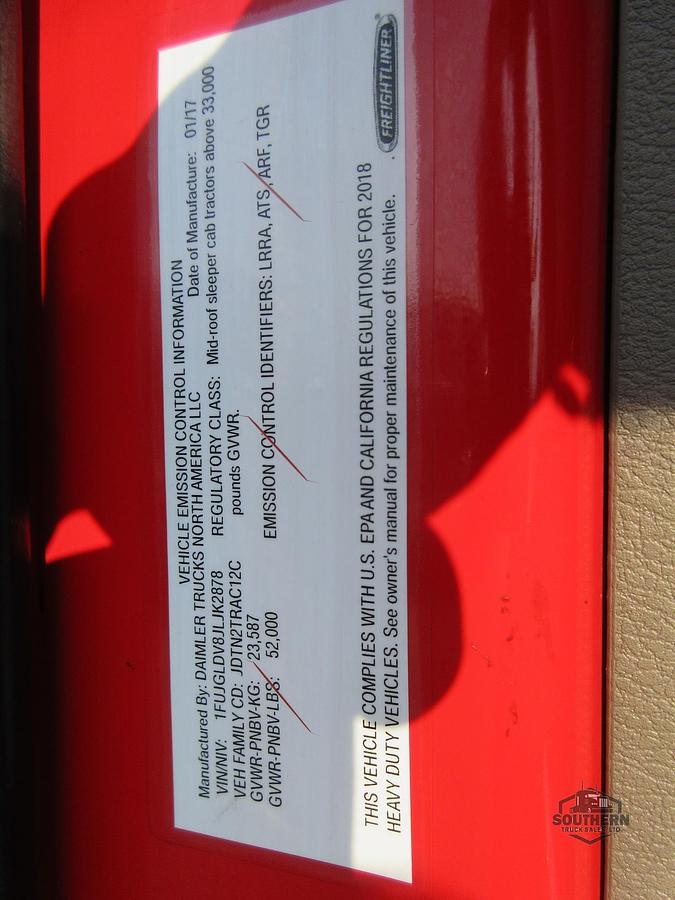 VEHICLE EMISSION CONTROL INFORMATION
Manufactured By: DAIMLER TRUCKS NORTH AMERICA LLC Date of Manufacture: 01/17
VIN/NIV: 1FUJGLDV8JLJK2878 REGULATORY CLASS: Mid-roof sleeper cab tractors above 33,000
VEH FAMILY CD: JDTN2TRAC12C pounds GVWR.
GVWR-PNBV-KG: 23,587
GVWR-PNBV-LBS: 52,000 EMISSION CONTROL IDENTIFIERS: LRRA, ATS, ARF, TGR
THIS VEHICLE COMPLIES WITH U.S. EPA AND CALIFORNIA REGULATIONS FOR 2018
HEAVY DUTY VEHICLES. See owner's manual for proper maintenance of this vehicle.
FREIGHTLINER®
SOUTHERN
TRUCK SALES LTD